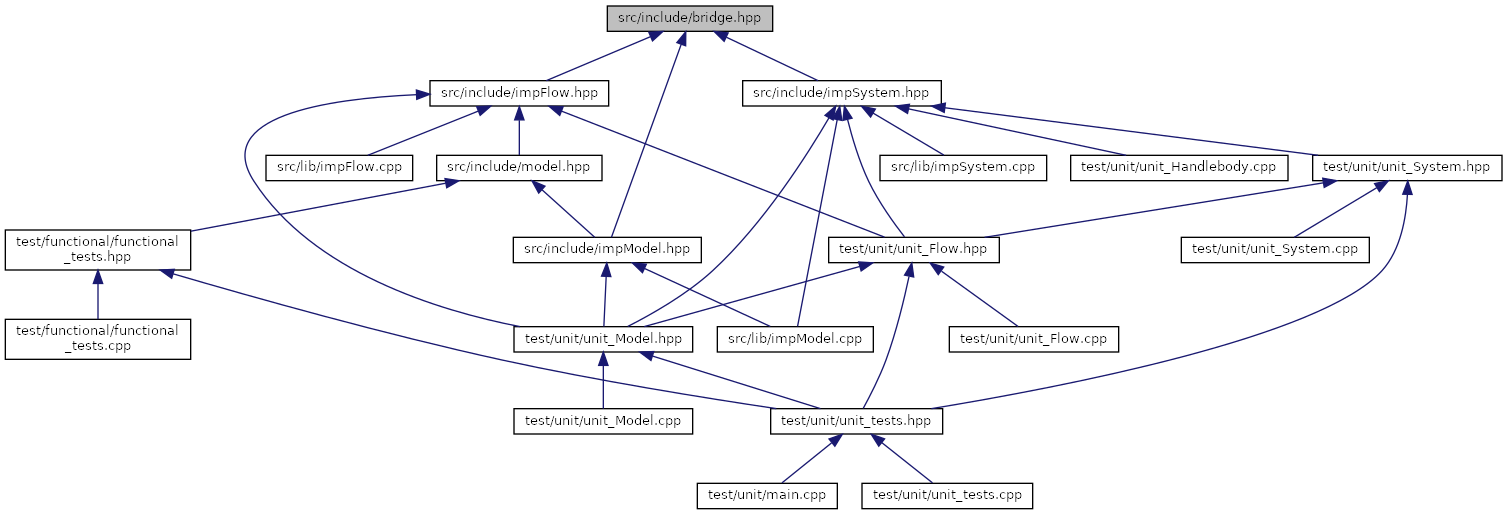 src/include/bridge.hpp
src/include/impFlow.hpp
src/include/impSystem.hpp
src/lib/impFlow.cpp
src/include/model.hpp
src/lib/impSystem.cpp
test/unit/unit_Handlebody.cpp
test/unit/unit_System.hpp
test/functional/functional
_tests.hpp
src/include/impModel.hpp
test/unit/unit_Flow.hpp
test/unit/unit_System.cpp
test/functional/functional
_tests.cpp
test/unit/unit_Model.hpp
src/lib/impModel.cpp
test/unit/unit_Flow.cpp
test/unit/unit_Model.cpp
test/unit/unit_tests.hpp
test/unit/main.cpp
test/unit/unit_tests.cpp